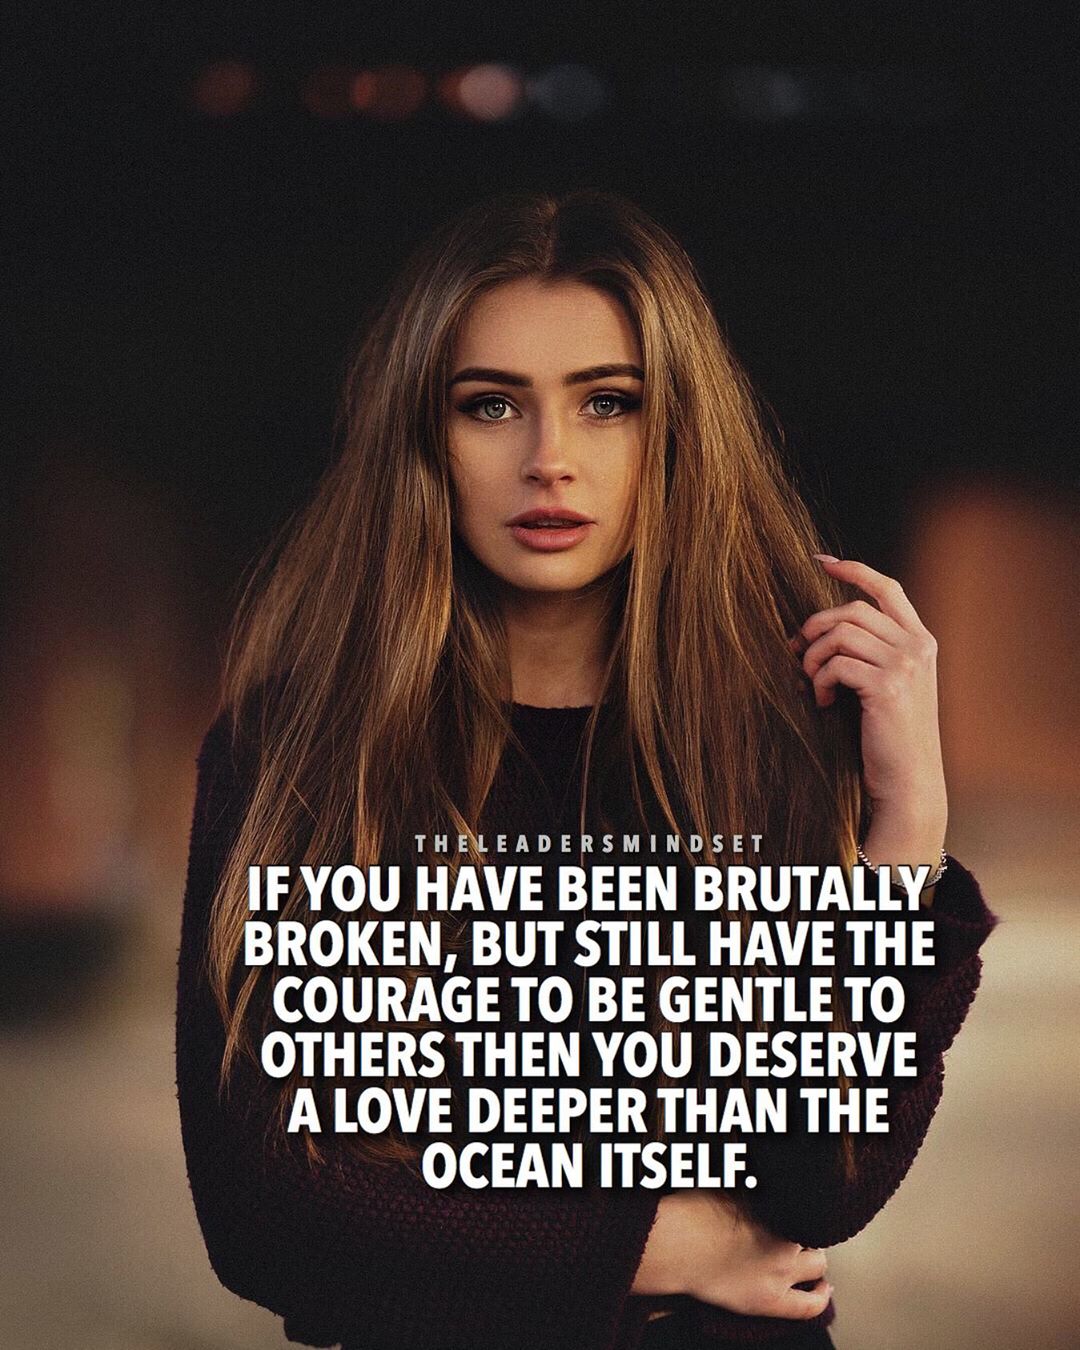 THELEADERSMINDSET
IF YOU HAVE BEEN BRUTALLY
BROKEN, BUT STILL HAVE THE
COURAGE TO BE GENTLE TO
OTHERS THEN YOU DESERVE
A LOVE DEEPER THAN THE
OCEAN ITSELF.